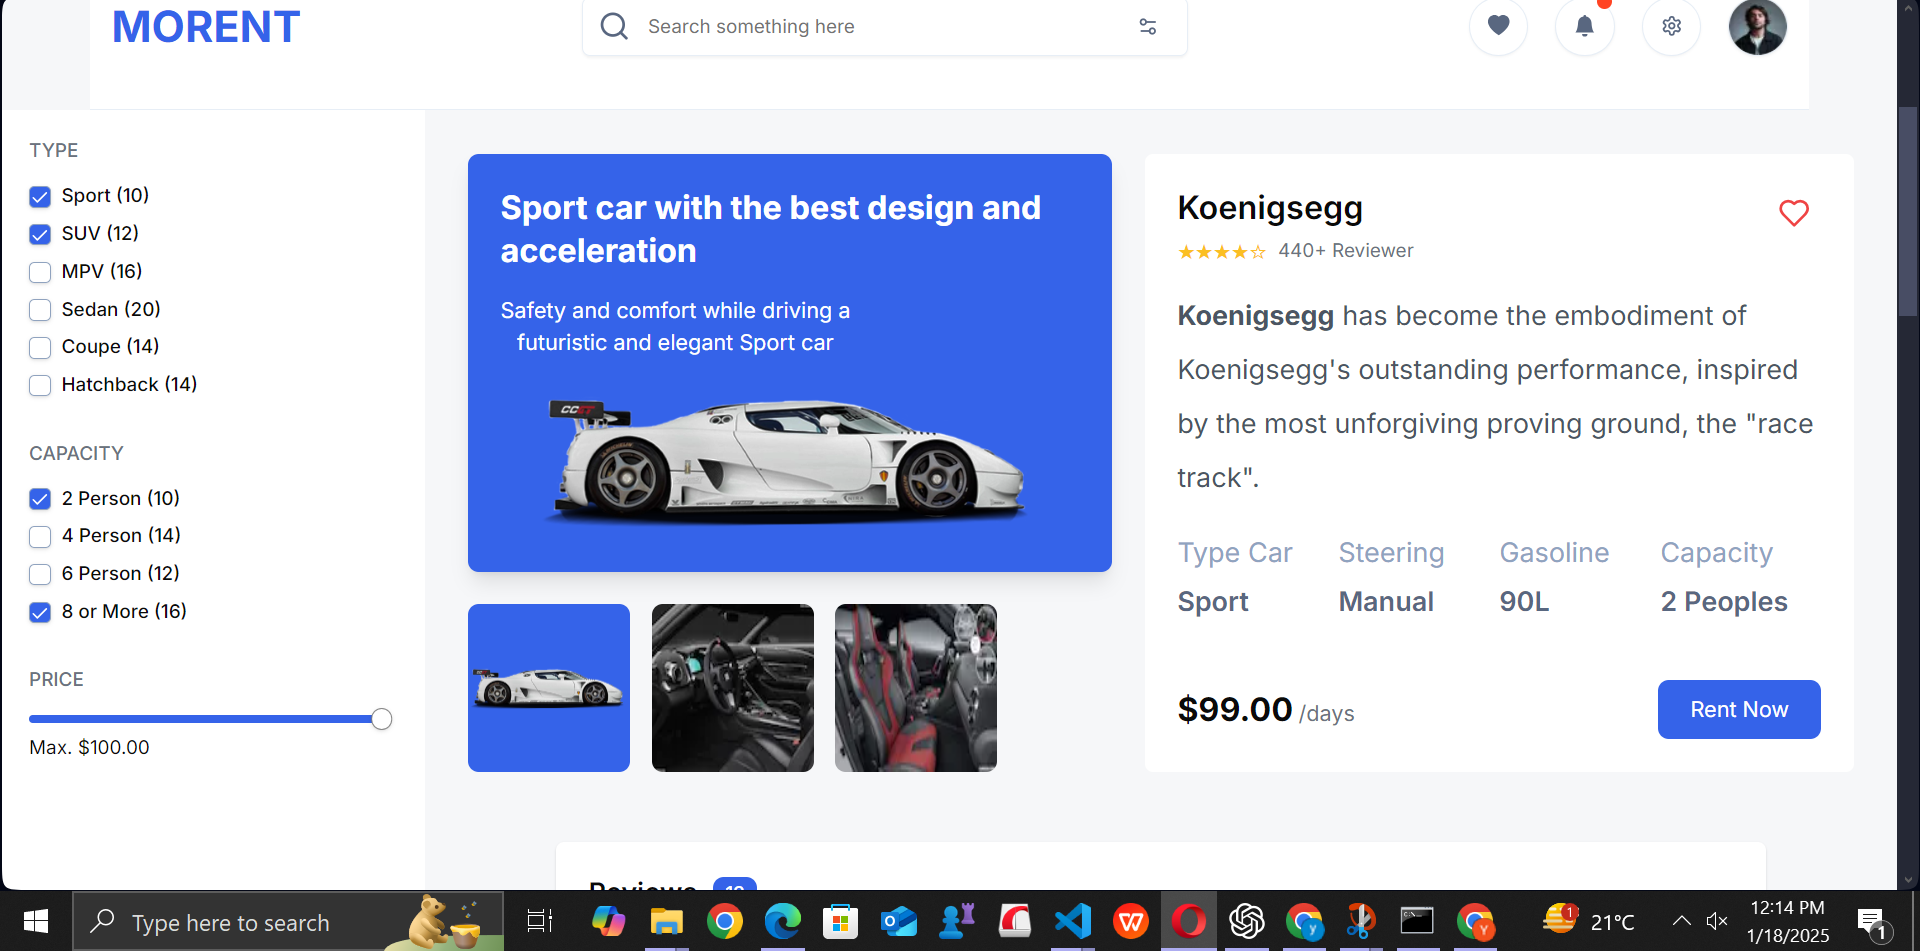 MORENT
Search something here
TYPE
Sport (10)
SUV (12)
MPV (16)
Sedan (20)
Coupe (14)
Hatchback (14)
CAPACITY
2 Person (10)
4 Person (14)
6 Person (12)
8 or More (16)
PRICE
Max. $100.00
Sport car with the best design and
acceleration
Safety and comfort while driving a
futuristic and elegant Sport car
Koenigsegg
★★★★☆ 440+ Reviewer
Koenigsegg has become the embodiment of
Koenigsegg's outstanding performance, inspired
by the most unforgiving proving ground, the "race
track".
Type Car Steering Gasoline Capacity
Sport Manual 90L 2 Peoples
$99.00 /days
Rent Now
Reviews
Type here to search
1
21°C
12:14 PM
1/18/2025
1